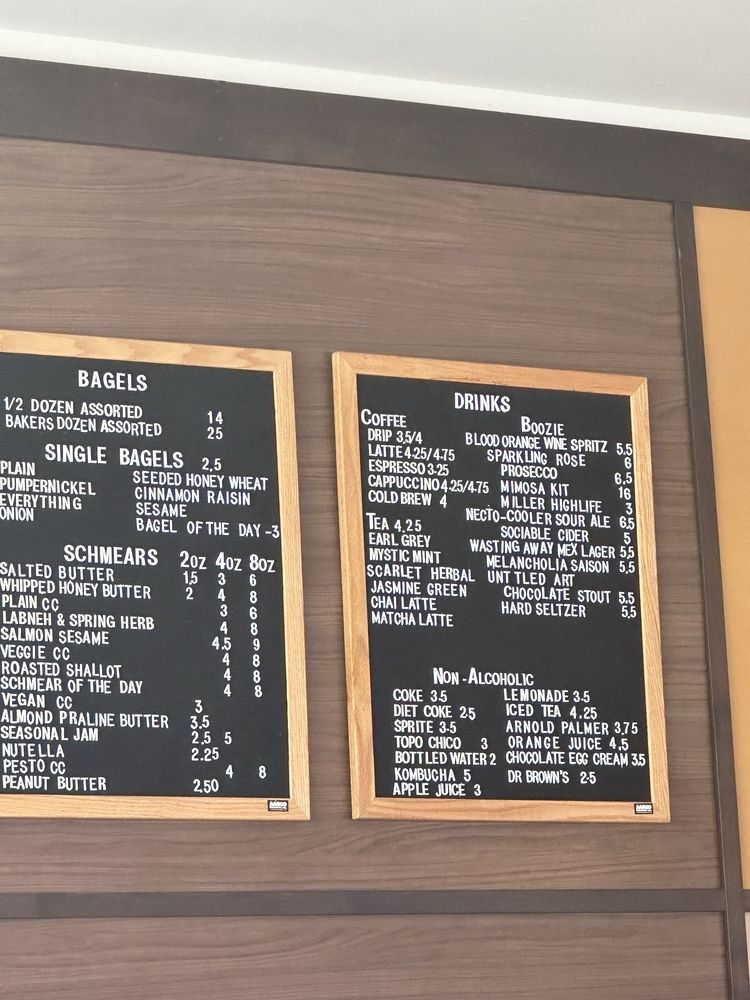 BAGELS
1/2 DOZEN ASSORTED 14
BAKERS DOZEN ASSORTED 25
SINGLE BAGELS 2.5
PLAIN
PUMPERNICKEL
EVERYTHING
ONION
SEEDED HONEY WHEAT
CINNAMON RAISIN
SESAME
BAGEL OF THE DAY -3
SCHMEARS 2OZ 4OZ 8OZ
SALTED BUTTER 1.5 3 6
WHIPPED HONEY BUTTER 2 4 8
PLAIN CC 3 6
LABNEH & SPRING HERB 4 8
SALMON SESAME 4.5 9
VEGGIE CC 4 8
ROASTED SHALLOT 4 8
SCHMEAR OF THE DAY 4 8
VEGAN CC 3
ALMOND PRALINE BUTTER 3.5
SEASONAL JAM 2.5 5
NUTELLA 2.25
PESTO CC 4 8
PEANUT BUTTER 2.50
DRINKS
COFFEE
DRIP 3.5/4
LATTE 4.25/4.75
ESPRESSO 3.25
CAPPUCCINO 4.25/4.75
COLD BREW 4
TEA 4.25
EARL GREY
MYSTIC MINT
SCARLET HERBAL
JASMINE GREEN
CHAI LATTE
MATCHA LATTE
BOOZIE
BLOOD ORANGE WINE SPRITZ 5.5
SPARKLING ROSE 6
PROSECCO 6.5
MIMOSA KIT 16
MILLER HIGHLIFE 3
NECTO-COOLER SOUR ALE 6.5
SOCIABLE CIDER 5
WASTING AWAY MEX LAGER 5.5
MELANCHOLIA SAISON 5.5
UNTTLED ART
CHOCOLATE STOUT 5.5
HARD SELTZER 5.5
NON-ALCOHOLIC
COKE 3.5
DIET COKE 2.5
SPRITE 3.5
TOPO CHICO 3
BOTTLED WATER 2
KOMBUCHA 5
APPLE JUICE 3
LEMONADE 3.5
ICED TEA 4.25
ARNOLD PALMER 3.75
ORANGE JUICE 4.5
CHOCOLATE EGG CREAM 3.5
DR BROWN'S 2.5